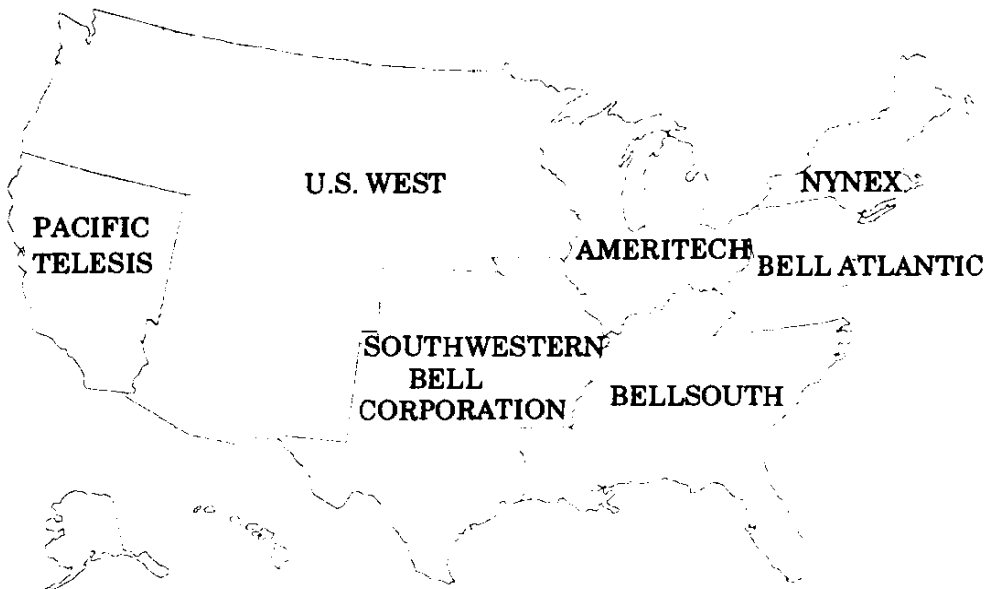 U.S. WEST
NYNEX
PACIFIC
TELESIS
AMERITECH
BELL ATLANTIC
SOUTHWESTERN
BELL
CORPORATION
BELLSOUTH